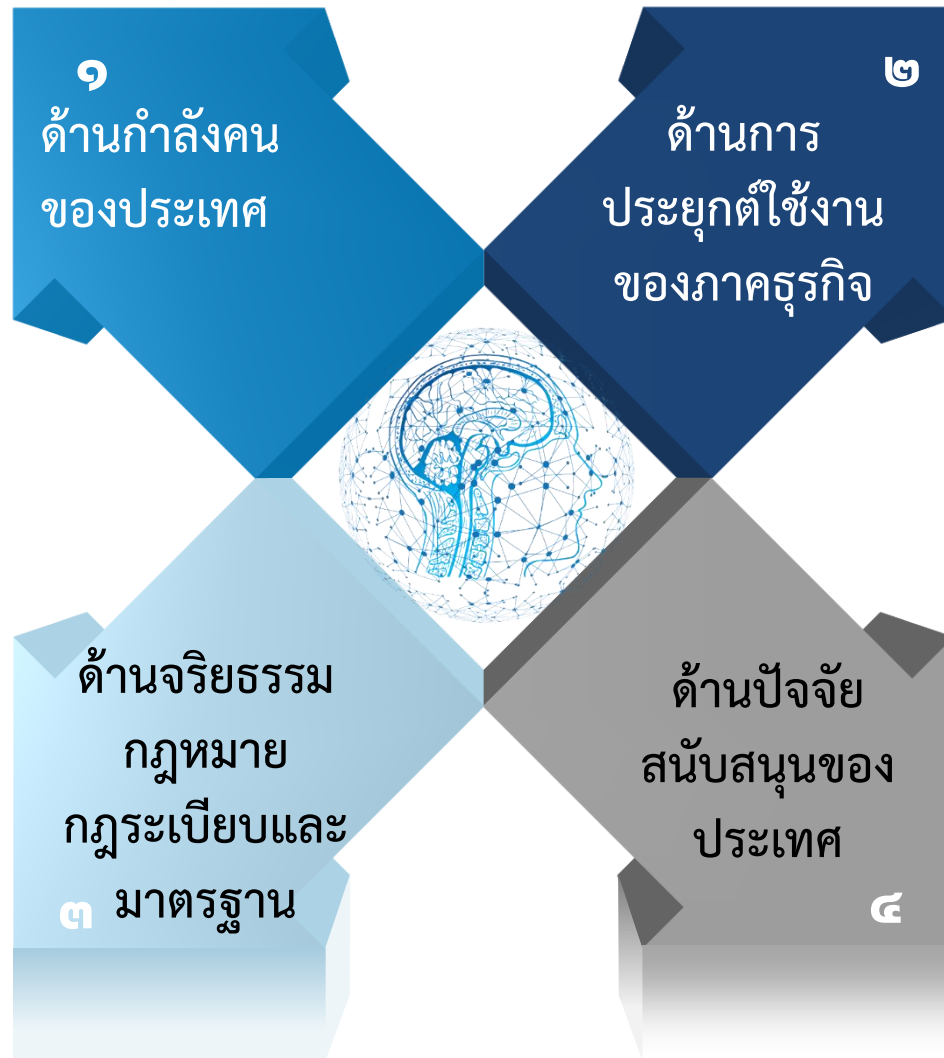 ๑
ด้านกำลังคน
ของประเทศ
๒
ด้านการ
ประยุกต์ใช้งาน
ของภาคธุรกิจ
ด้านจริยธรรม
กฎหมาย
กฎระเบียบและ
มาตรฐาน
๓
ด้านปัจจัย
สนับสนุนของ
ประเทศ
๔